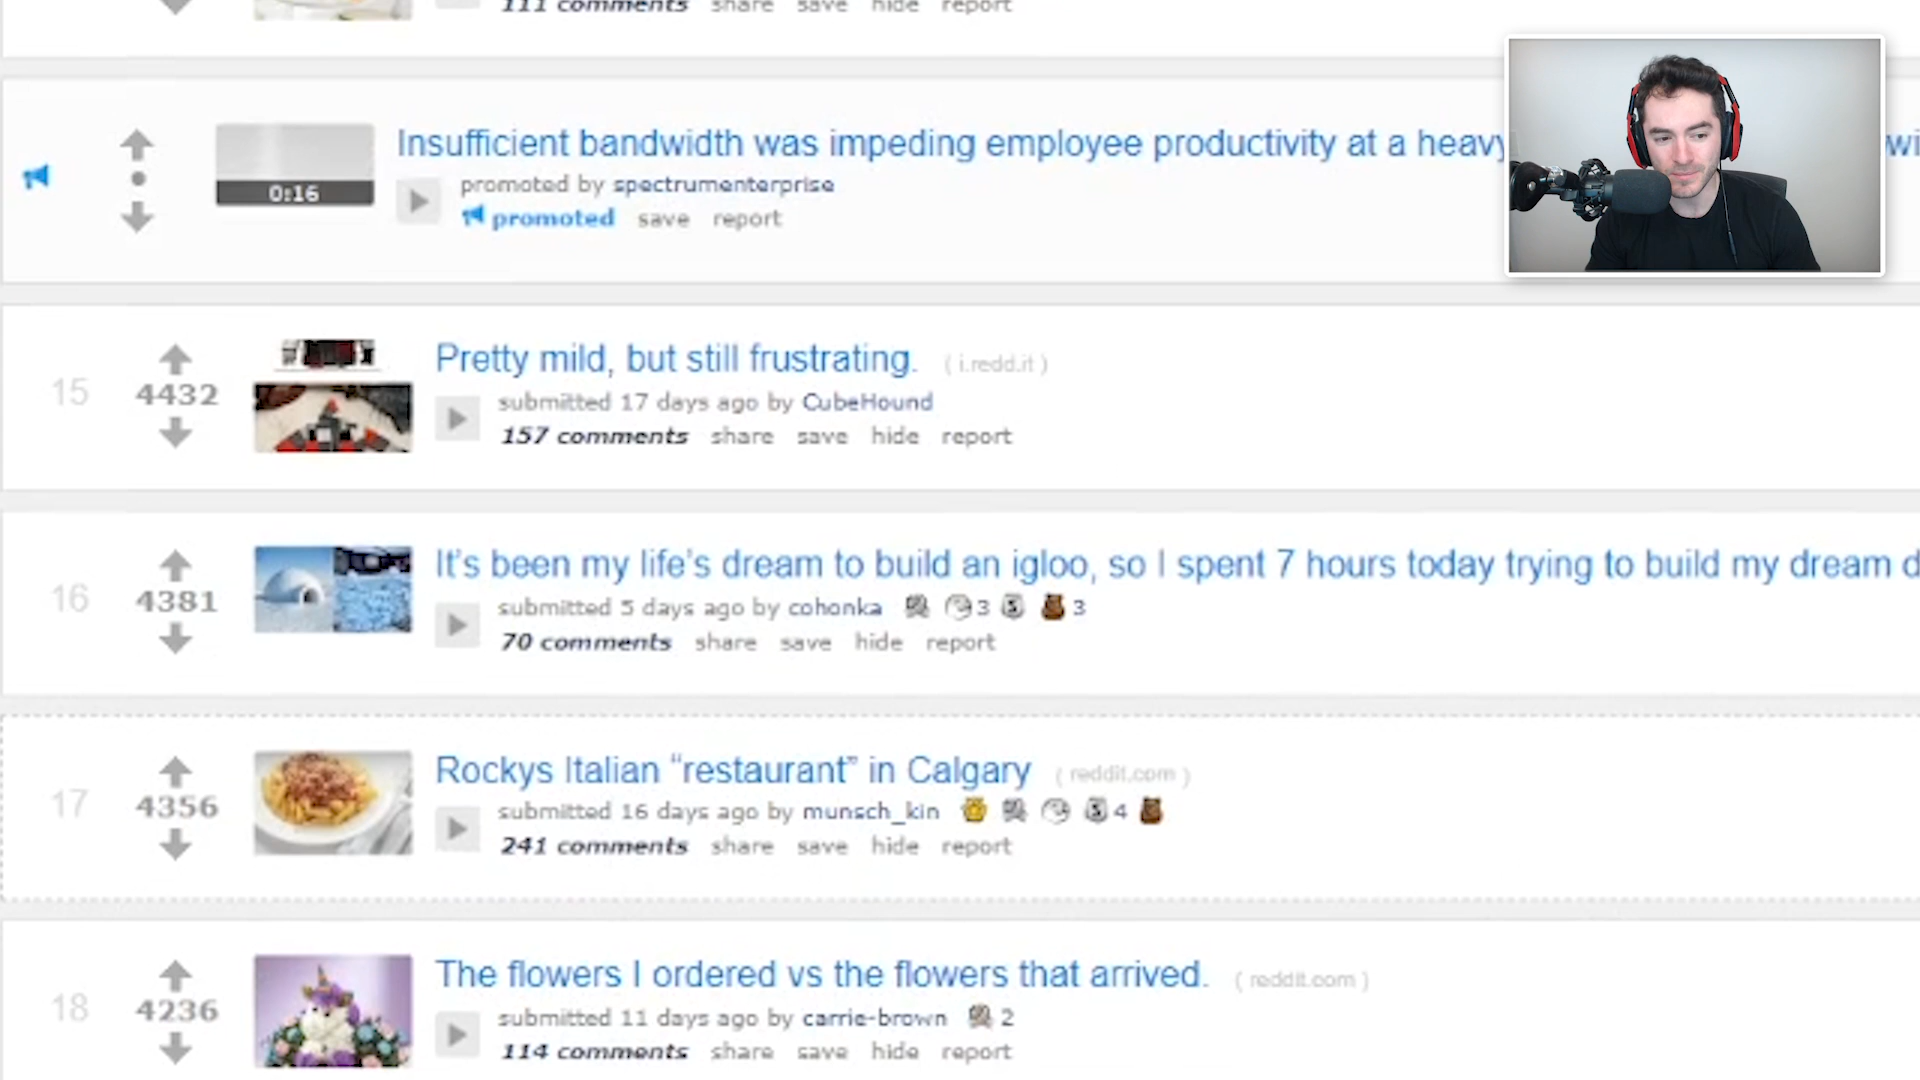 111 comments share save hide report
Insufficient bandwidth was impeding employee productivity at a heavy
0:16
promoted by spectrumenterprise
promoted save report
15
4432
Pretty mild, but still frustrating. ( i.redd.it )
submitted 17 days ago by CubeHound
157 comments share save hide report
16
4381
It's been my life's dream to build an igloo, so I spent 7 hours today trying to build my dream
submitted 5 days ago by cohonka 3 3
70 comments share save hide report
17
4356
Rockys Italian “restaurant” in Calgary ( reddit.com )
submitted 16 days ago by munsch_kin 4
241 comments share save hide report
18
4236
The flowers I ordered vs the flowers that arrived. ( reddit.com )
submitted 11 days ago by carrie-brown 2
114 comments share save hide report